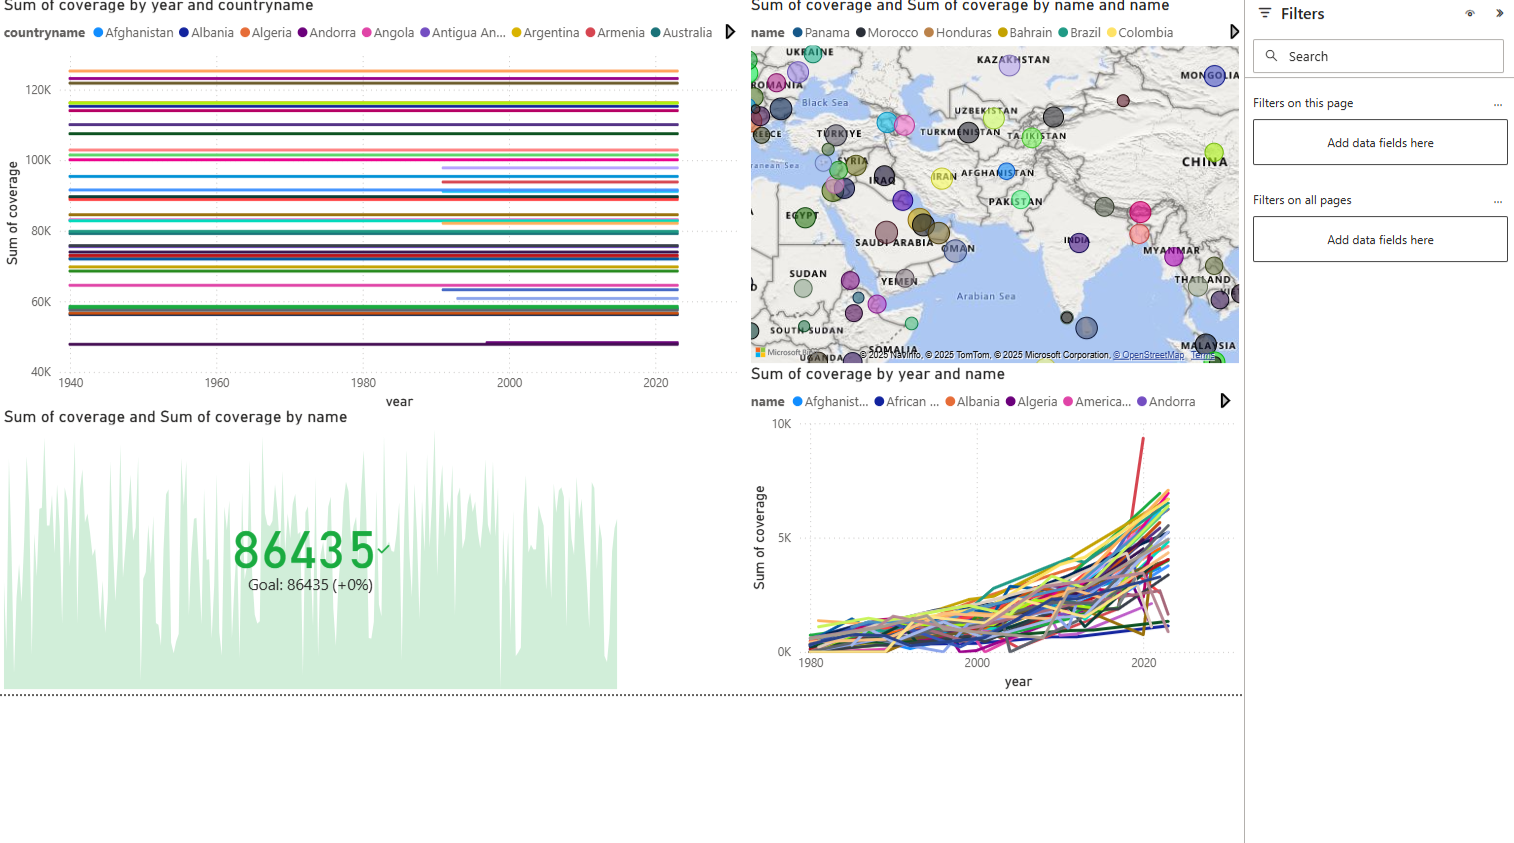 Sum of coverage by year and countryname
countryname Afghanistan Albania Algeria Andorra Angola Antigua An... Argentina Armenia Australia
Sum of coverage
120K
100K
80K
60K
40K
1940 1960 1980 2000 2020
year
Sum of coverage and Sum of coverage by name and name
name Panama Morocco Honduras Bahrain Brazil Colombia
UKRAINE
KAZAKHSTAN
MONGOLIA
ROMANIA
Black Sea
UZBEKISTAN
EECE TÜRKİYE TURKMENISTAN TAJIKISTAN
ranean Sea SYRIA CHINA
IRAQ IRAN AFGHANISTAN
EGYPT PAKISTAN
SAUDI ARABIA OMAN INDIA
MYANMAR
SUDAN YEMEN THAILAND
Arabian Sea
SOUTH SUDAN
UGANDA SOMALIA MALAYSIA
© 2025 NavInfo, © 2025 TomTom, © 2025 Microsoft Corporation, © OpenStreetMap Terms
Sum of coverage and Sum of coverage by name
86435
Goal: 86435 (+0%)
Sum of coverage by year and name
name Afghanist... African ... Albania Algeria America... Andorra
Sum of coverage
10K
5K
0K
1980 2000 2020
year
Filters
Search
Filters on this page ...
Add data fields here
Filters on all pages ...
Add data fields here